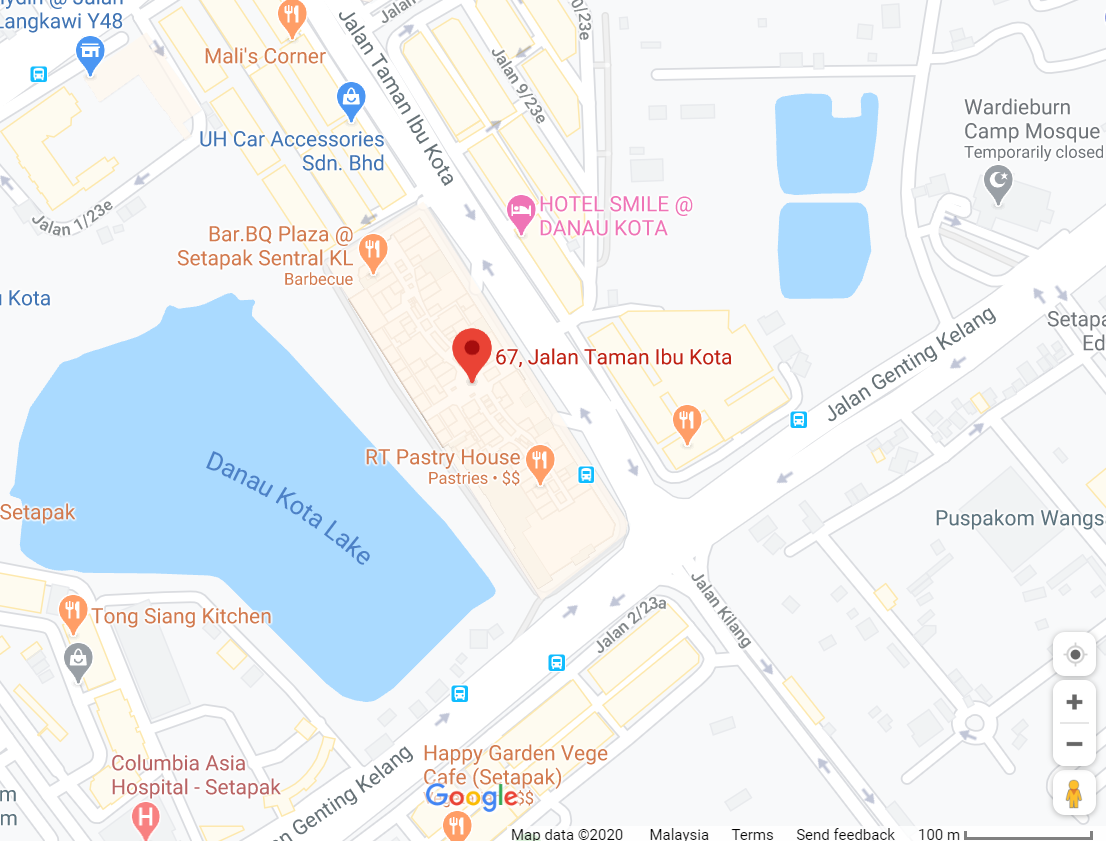 Langkawi Y48
Mali's Corner
Jalan Taman Ibu Kota
Jalan
0/23e
Jalan 9/23e
UH Car Accessories
Sdn. Bhd
Wardieburn
Camp Mosque
Temporarily closed
Jalan 1/23e
HOTEL SMILE @
DANAU KOTA
Bar.BQ Plaza @
Setapak Sentral KL
Barbecue
Kota
67, Jalan Taman Ibu Kota
Jalan Genting Kelang
Setapa
Ed
RT Pastry House
Pastries • $$
Danau Kota Lake
Setapak
Puspakom Wangs
Tong Siang Kitchen
Jalan 2/23a
Jalan Kilang
Columbia Asia
Hospital - Setapak
H
Happy Garden Vege
Cafe (Setapak)
Google
$$
an Genting Kelang
m
m
Map data ©2020 Malaysia Terms Send feedback 100 m